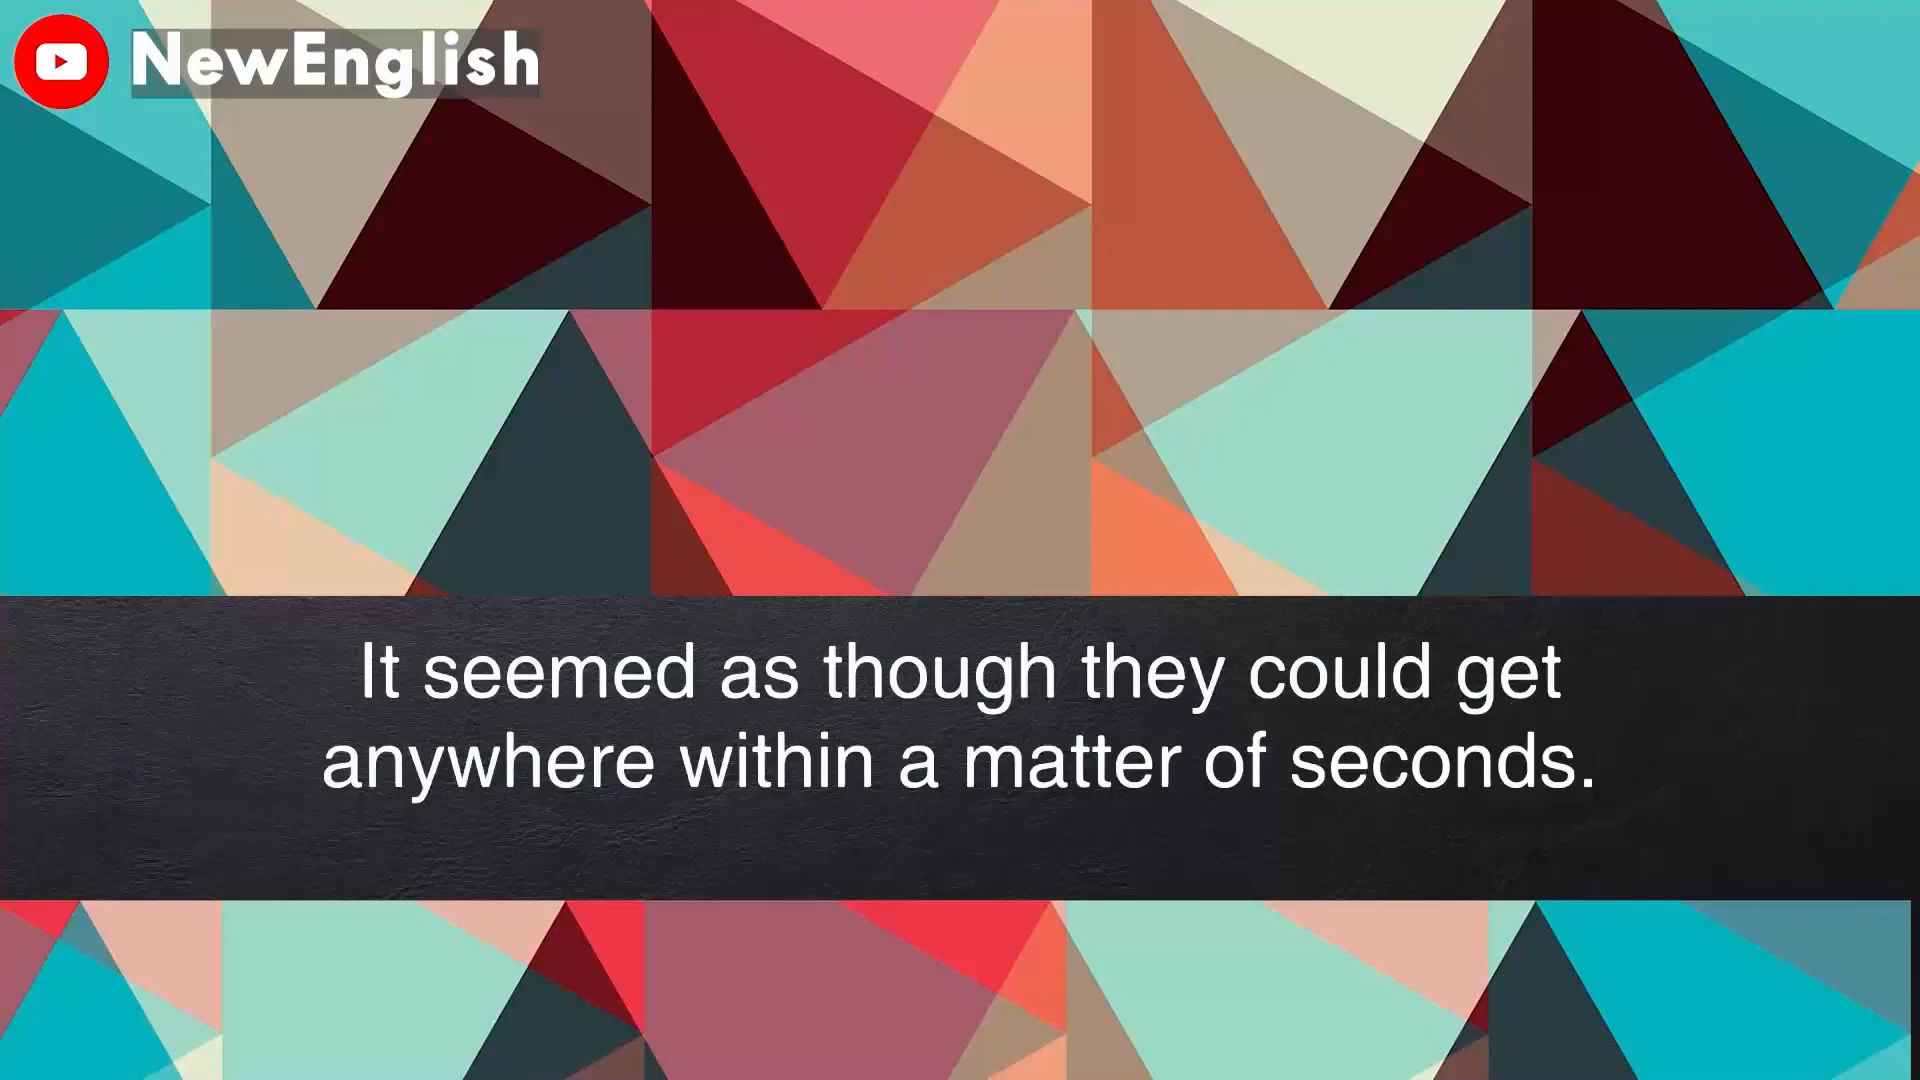 NewEnglish
It seemed as though they could get
anywhere within a matter of seconds.